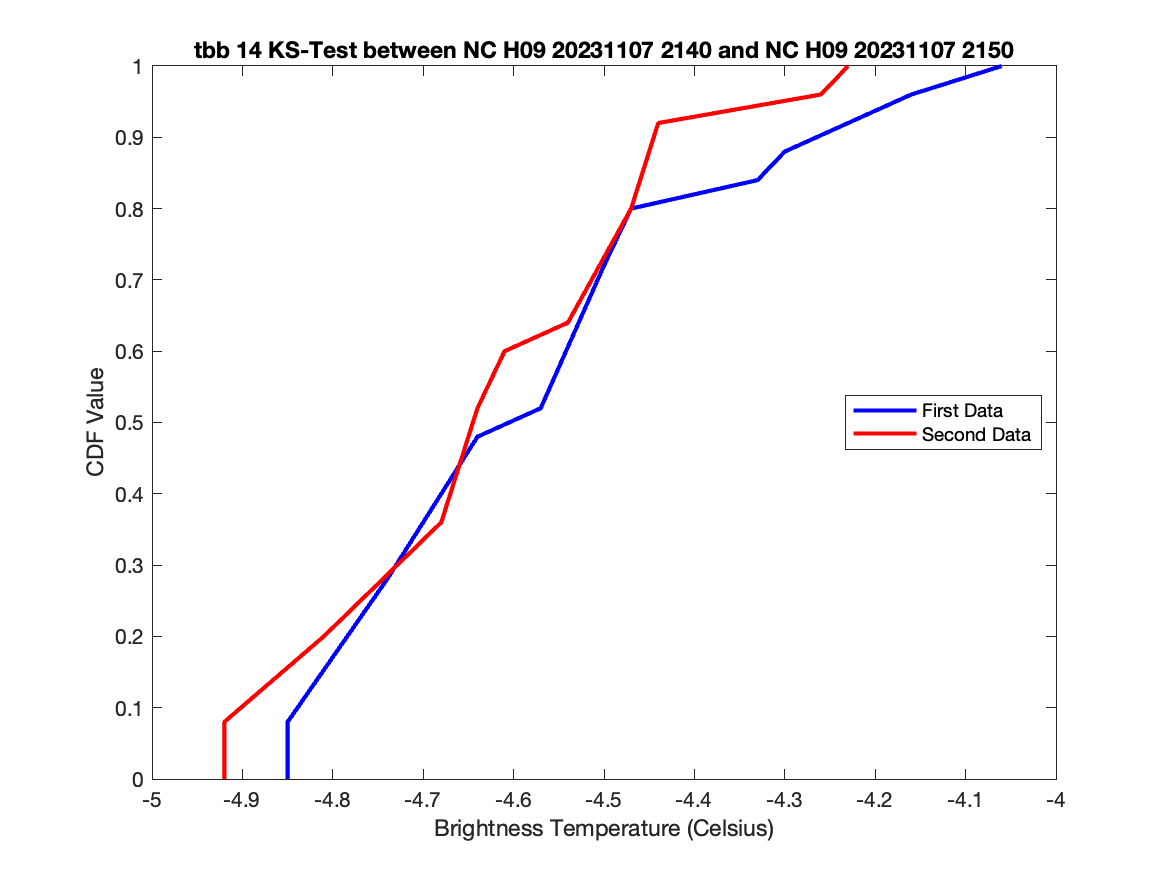 tbb 14 KS-Test between NC H09 20231107 2140 and NC H09 20231107 2150
1
0.9
0.8
0.7
0.6
0.5
0.4
0.3
0.2
0.1
0
CDF Value
First Data
Second Data
-5 -4.9 -4.8 -4.7 -4.6 -4.5 -4.4 -4.3 -4.2 -4.1 -4
Brightness Temperature (Celsius)